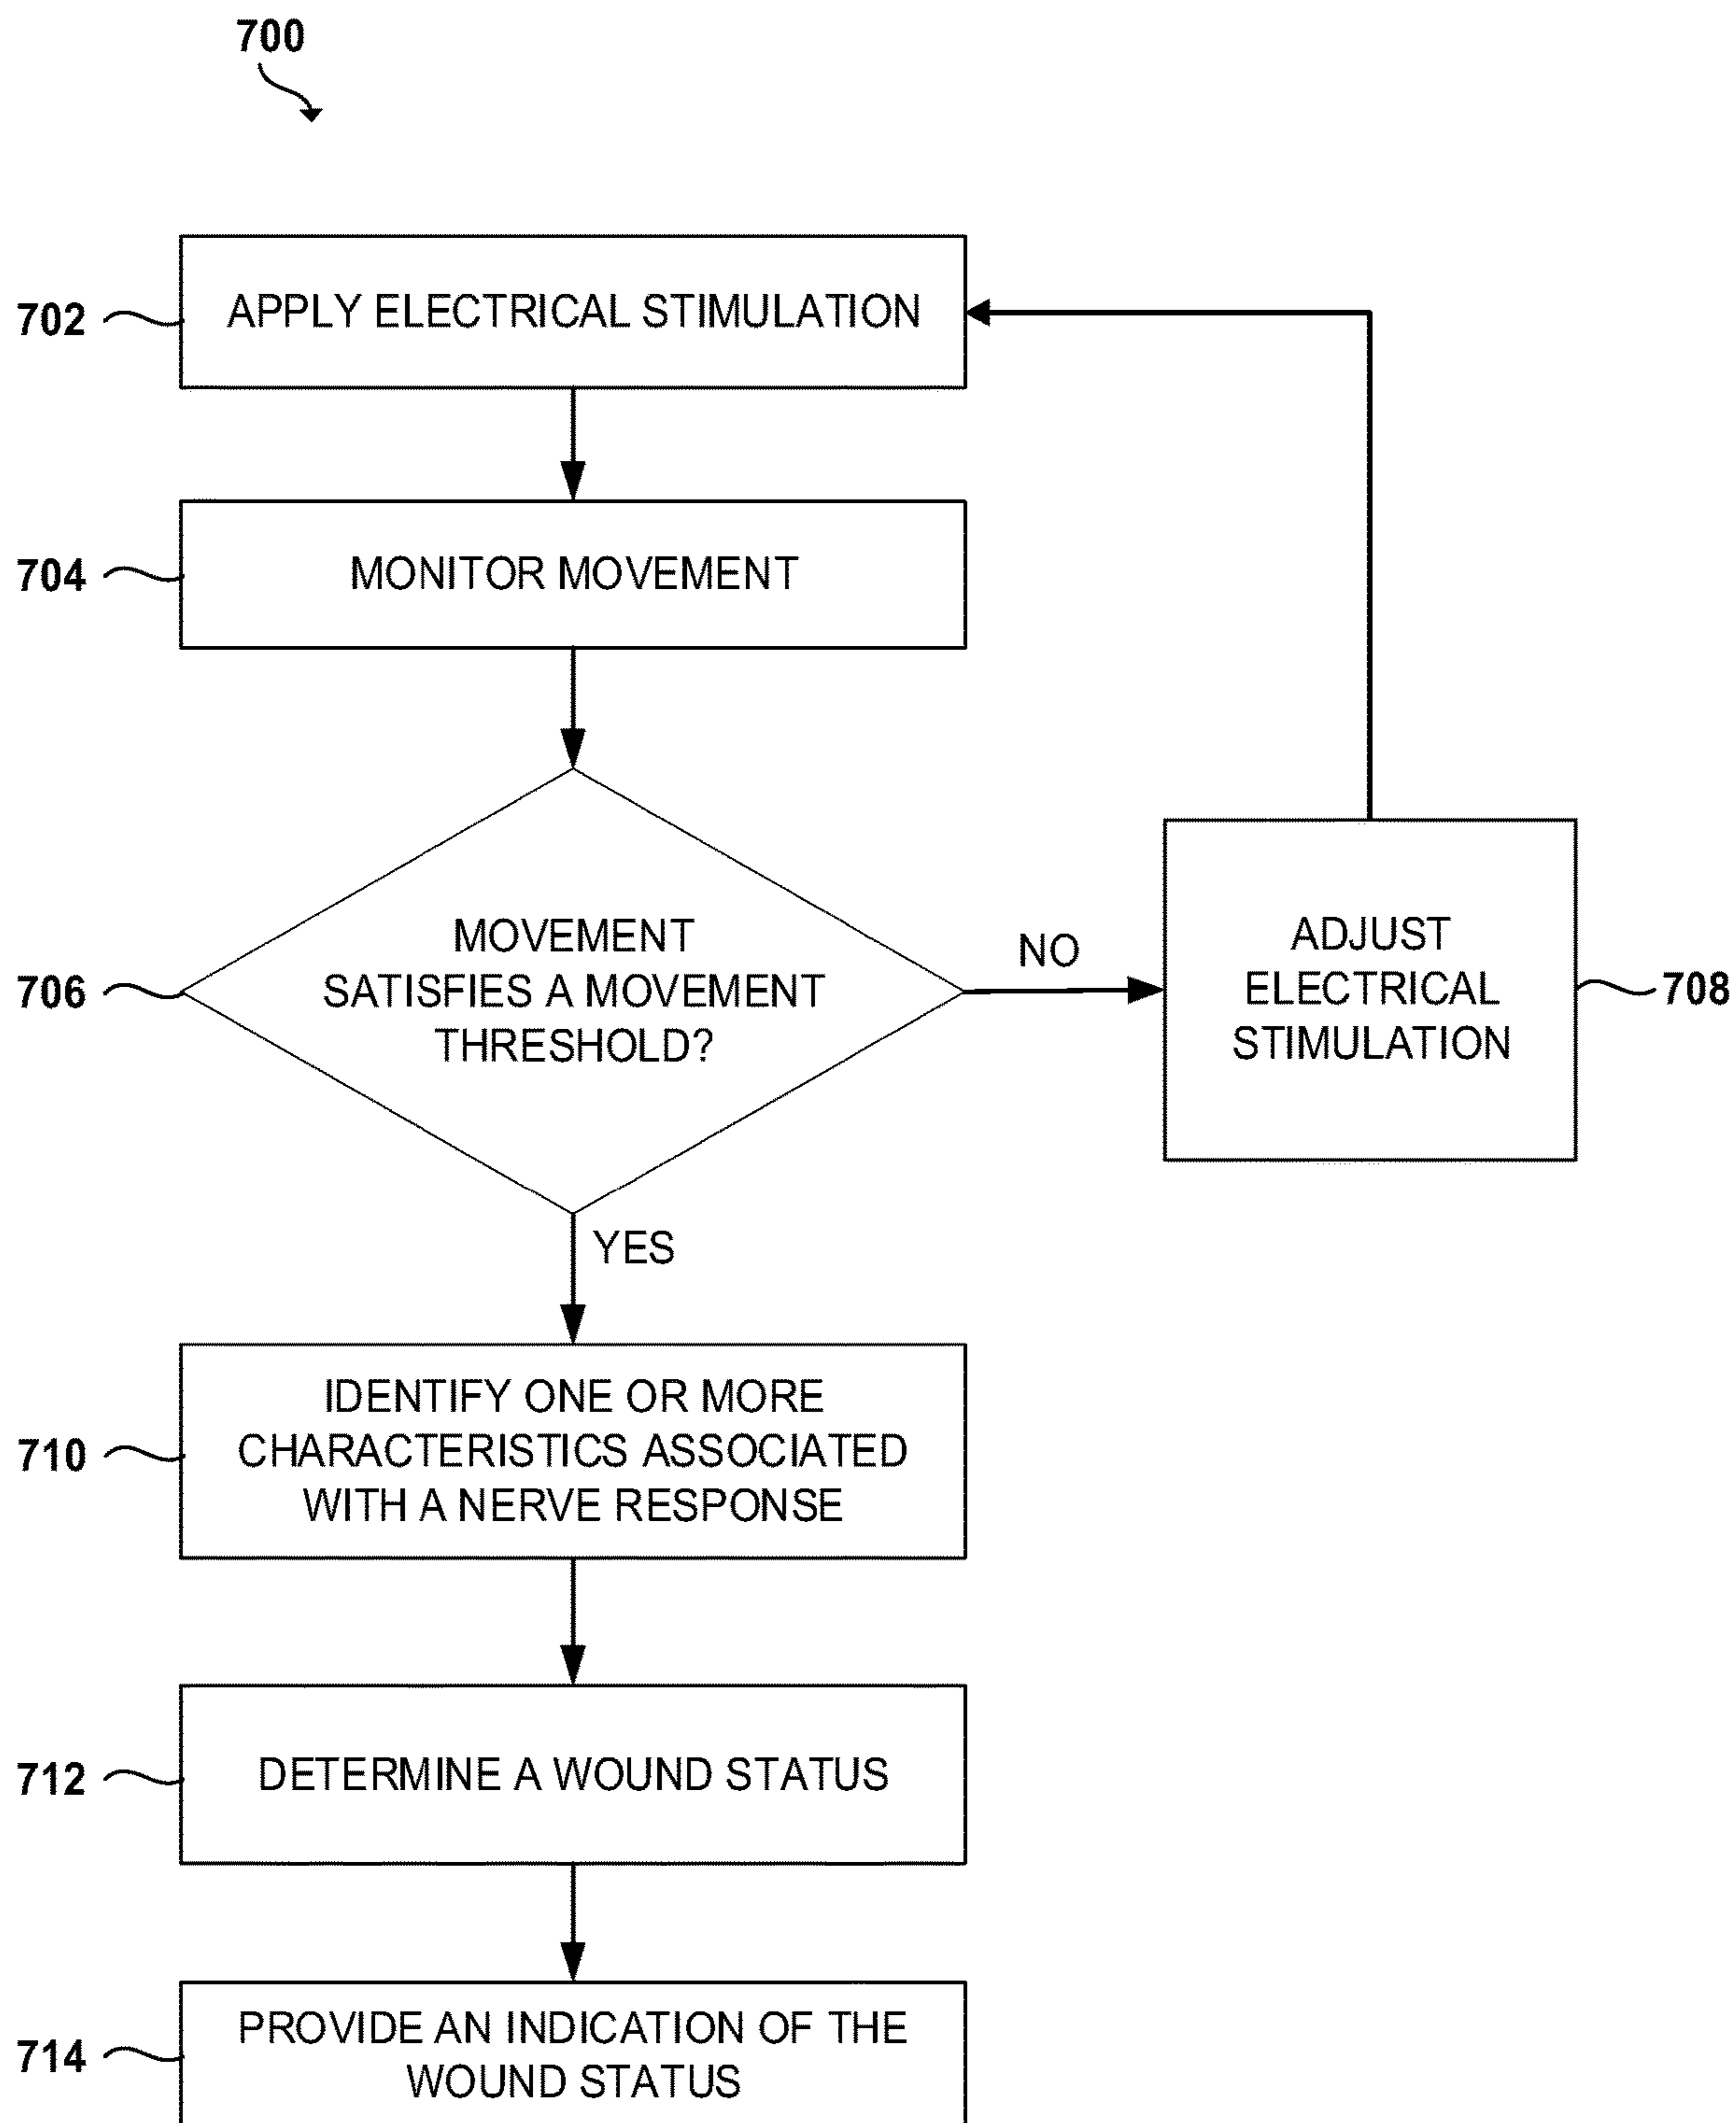 700
702
APPLY ELECTRICAL STIMULATION
704
MONITOR MOVEMENT
706
MOVEMENT
SATISFIES A MOVEMENT
THRESHOLD?
NO
ADJUST
ELECTRICAL
STIMULATION
708
YES
710
IDENTIFY ONE OR MORE
CHARACTERISTICS ASSOCIATED
WITH A NERVE RESPONSE
712
DETERMINE A WOUND STATUS
714
PROVIDE AN INDICATION OF THE
WOUND STATUS